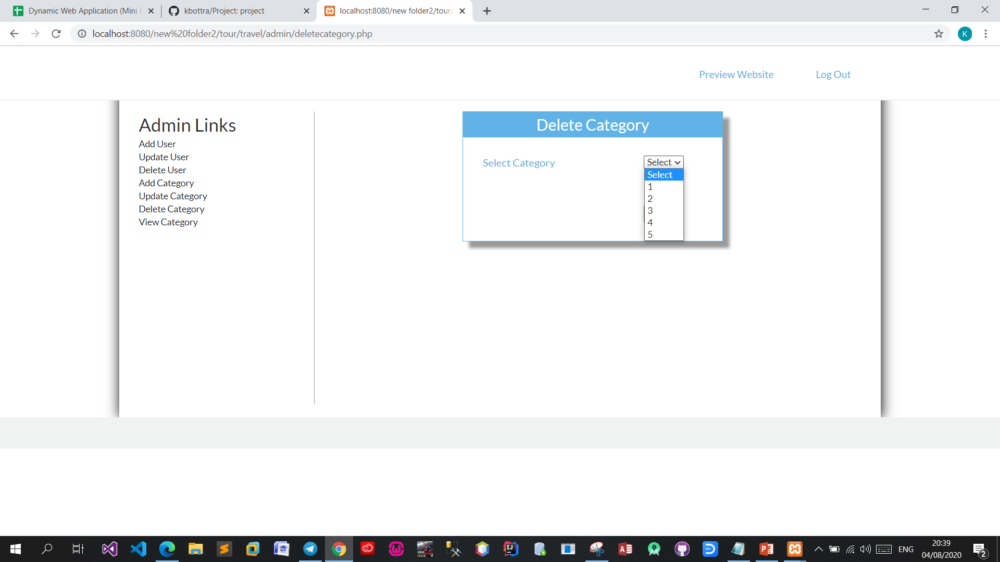 Dynamic Web Application (Mini
kbottra/Project: project
localhost:8080/new folder2/tour/
localhost:8080/new%20folder2/tour/travel/admin/deletecategory.php
K
Preview Website
Log Out
Admin Links
Add User
Update User
Delete User
Add Category
Update Category
Delete Category
View Category
Delete Category
Select Category
Select
Select
1
2
3
4
5
ENG
20:39
04/08/2020
2